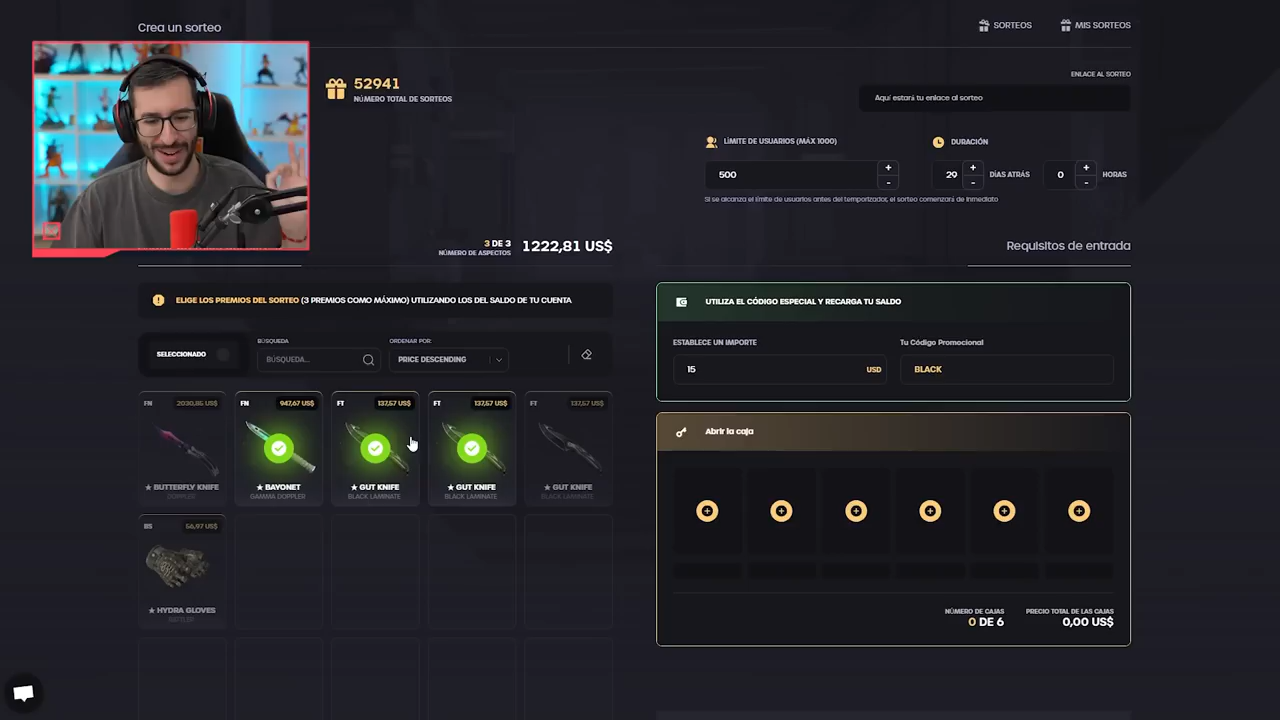 Crea un sorteo
SORTEOS
MIS SORTEOS
52941
NÚMERO TOTAL DE SORTEOS
ENLACE AL SORTEO
Aquí estará tu enlace al sorteo
LÍMITE DE USUARIOS (MÁX 1000)
DURACIÓN
500
+
-
29
+
-
DÍAS ATRÁS
0
+
-
HORAS
Si se alcanza el límite de usuarios antes del temporizador, el sorteo comenzará de inmediato
3 DE 3
NÚMERO DE ASPECTOS
1222,81 US$
Requisitos de entrada
ELIGE LOS PREMIOS DEL SORTEO (3 PREMIOS COMO MÁXIMO) UTILIZANDO LOS DEL SALDO DE TU CUENTA
UTILIZA EL CÓDIGO ESPECIAL Y RECARGA TU SALDO
SELECCIONADO
BÚSQUEDA
BÚSQUEDA...
ORDENAR POR:
PRICE DESCENDING
ESTABLECE UN IMPORTE
Tu Código Promocional
15
USD
BLACK
FN
2030,85 US$
★ BUTTERFLY KNIFE
DOPPLER
FN
947,67 US$
★ BAYONET
GAMMA DOPPLER
FT
137,57 US$
★ GUT KNIFE
BLACK LAMINATE
FT
137,57 US$
★ GUT KNIFE
BLACK LAMINATE
FT
137,57 US$
★ GUT KNIFE
BLACK LAMINATE
Abrir la caja
BS
56,97 US$
★ HYDRA GLOVES
RATTLER
NÚMERO DE CAJAS
0 DE 6
PRECIO TOTAL DE LAS CAJAS
0,00 US$